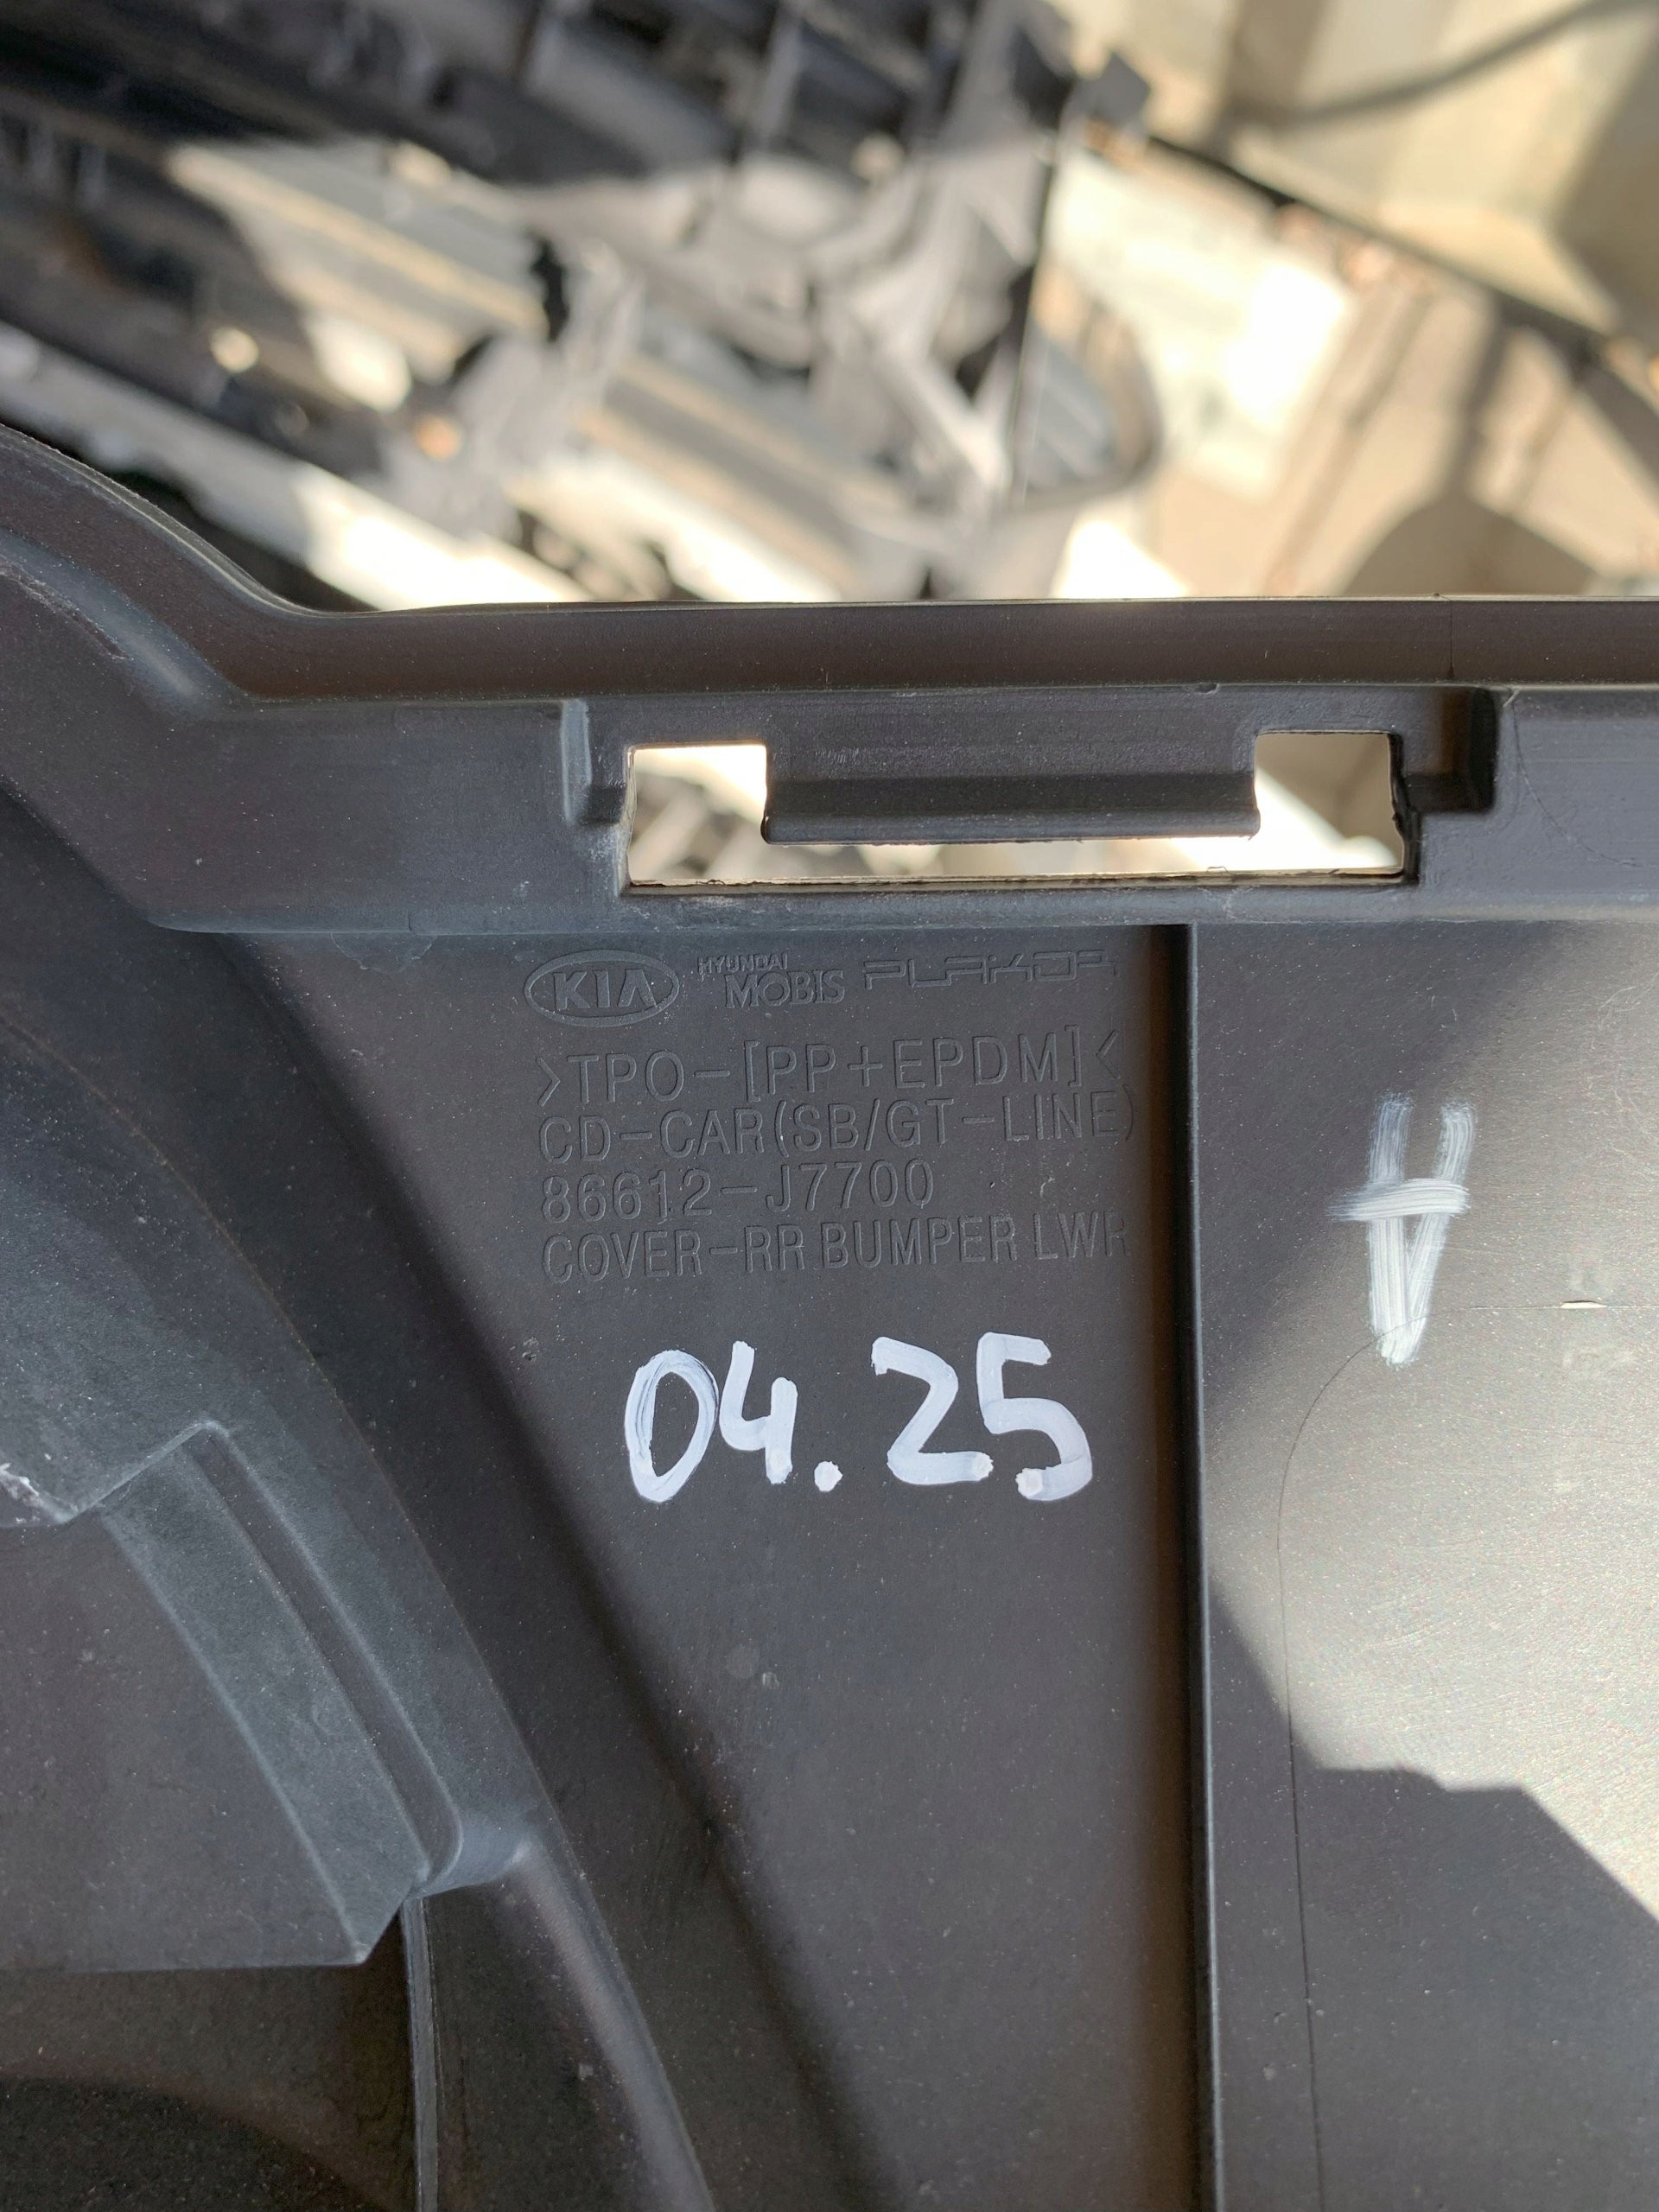 KIA HYUNDAI MOBIS PLAKOR
>TPO-[PP+EPDM]<
CD-CAR(SB/GT-LINE)
86612-J7700
COVER-RR BUMPER LWR
04.25
A